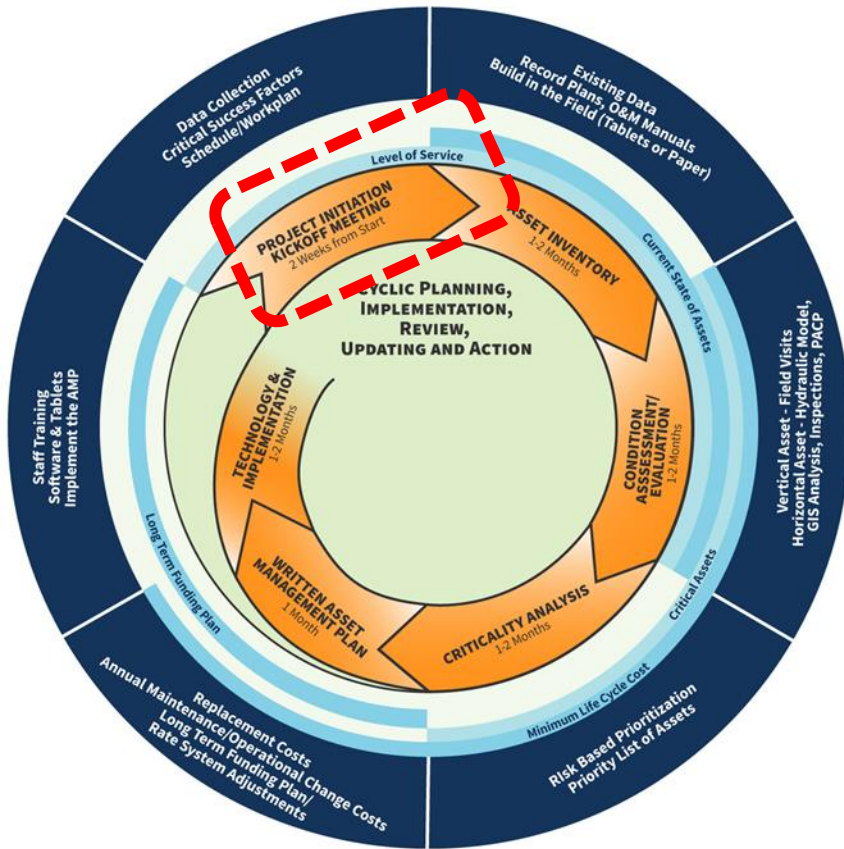 Data Collection
Critical Success Factors
Schedule/Workplan
Existing Data
Record Plans, O&M Manuals
Build in the Field (Tablets or Paper)
Level of Service
PROJECT INITIATION
KICKOFF MEETING
2 Weeks from Start
ASSET INVENTORY
1-2 Months
Current State of Assets
CYCLIC PLANNING,
IMPLEMENTATION,
REVIEW,
UPDATING AND ACTION
Vertical Asset - Field Visits
Horizontal Asset - Hydraulic Model,
GIS Analysis, Inspections, PACP
CONDITION
ASSSESSMENT/
EVALUATION
1-2 Months
Critical Assets
CRITICALITY ANALYSIS
1-2 Months
Minimum Life Cycle Cost
RIsk Based Prioritization
Priority List of Assets
WRITTEN ASSET
MANAGEMENT PLAN
1 Month
Replacement Costs
Annual Maintenance/Operational Change Costs
Long Term Funding Plan/
Rate System Adjustments
Long Term Funding Plan
TECHNOLOGY &
IMPLEMENTATION
1-2 Months
Staff Training
Software & Tablets
Implement the AMP